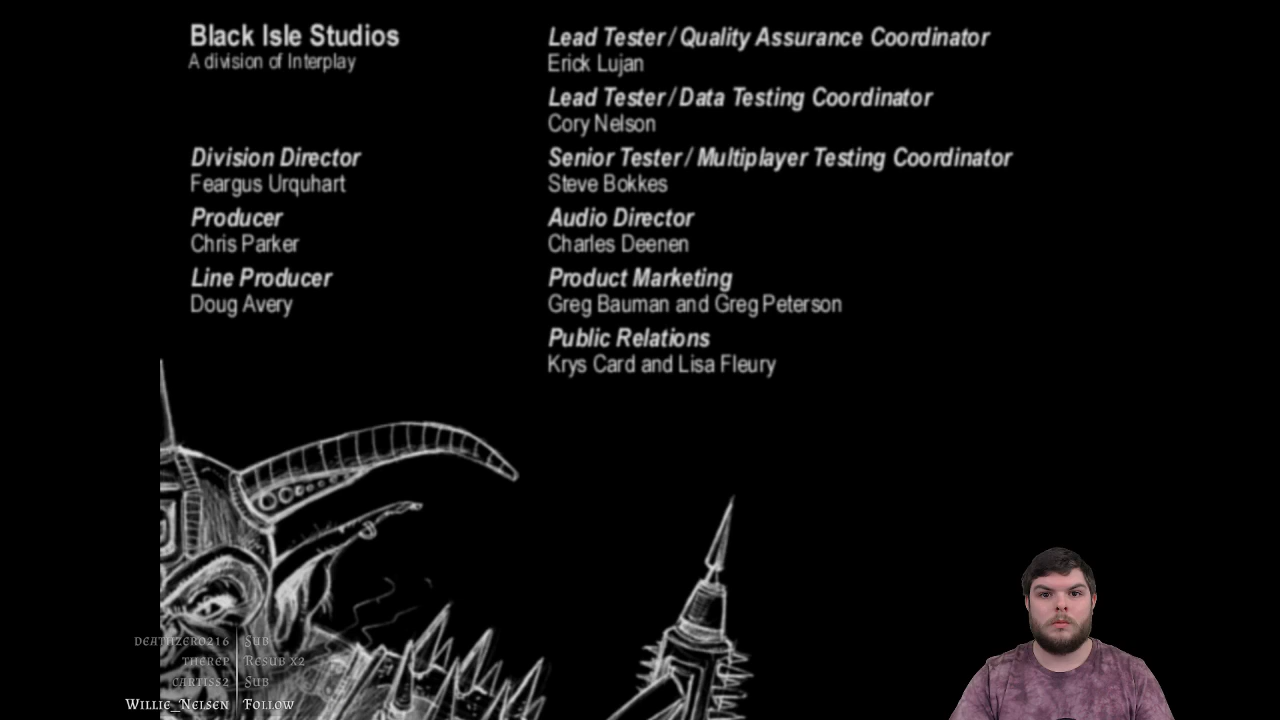 Black Isle Studios
A division of Interplay
Division Director
Feargus Urquhart
Producer
Chris Parker
Line Producer
Doug Avery
Lead Tester / Quality Assurance Coordinator
Erick Lujan
Lead Tester / Data Testing Coordinator
Cory Nelson
Senior Tester / Multiplayer Testing Coordinator
Steve Bokkes
Audio Director
Charles Deenen
Product Marketing
Greg Bauman and Greg Peterson
Public Relations
Krys Card and Lisa Fleury
deathzero216 Sub
therep Resub x2
cartiss2 Sub
Willie_Nelsen Follow